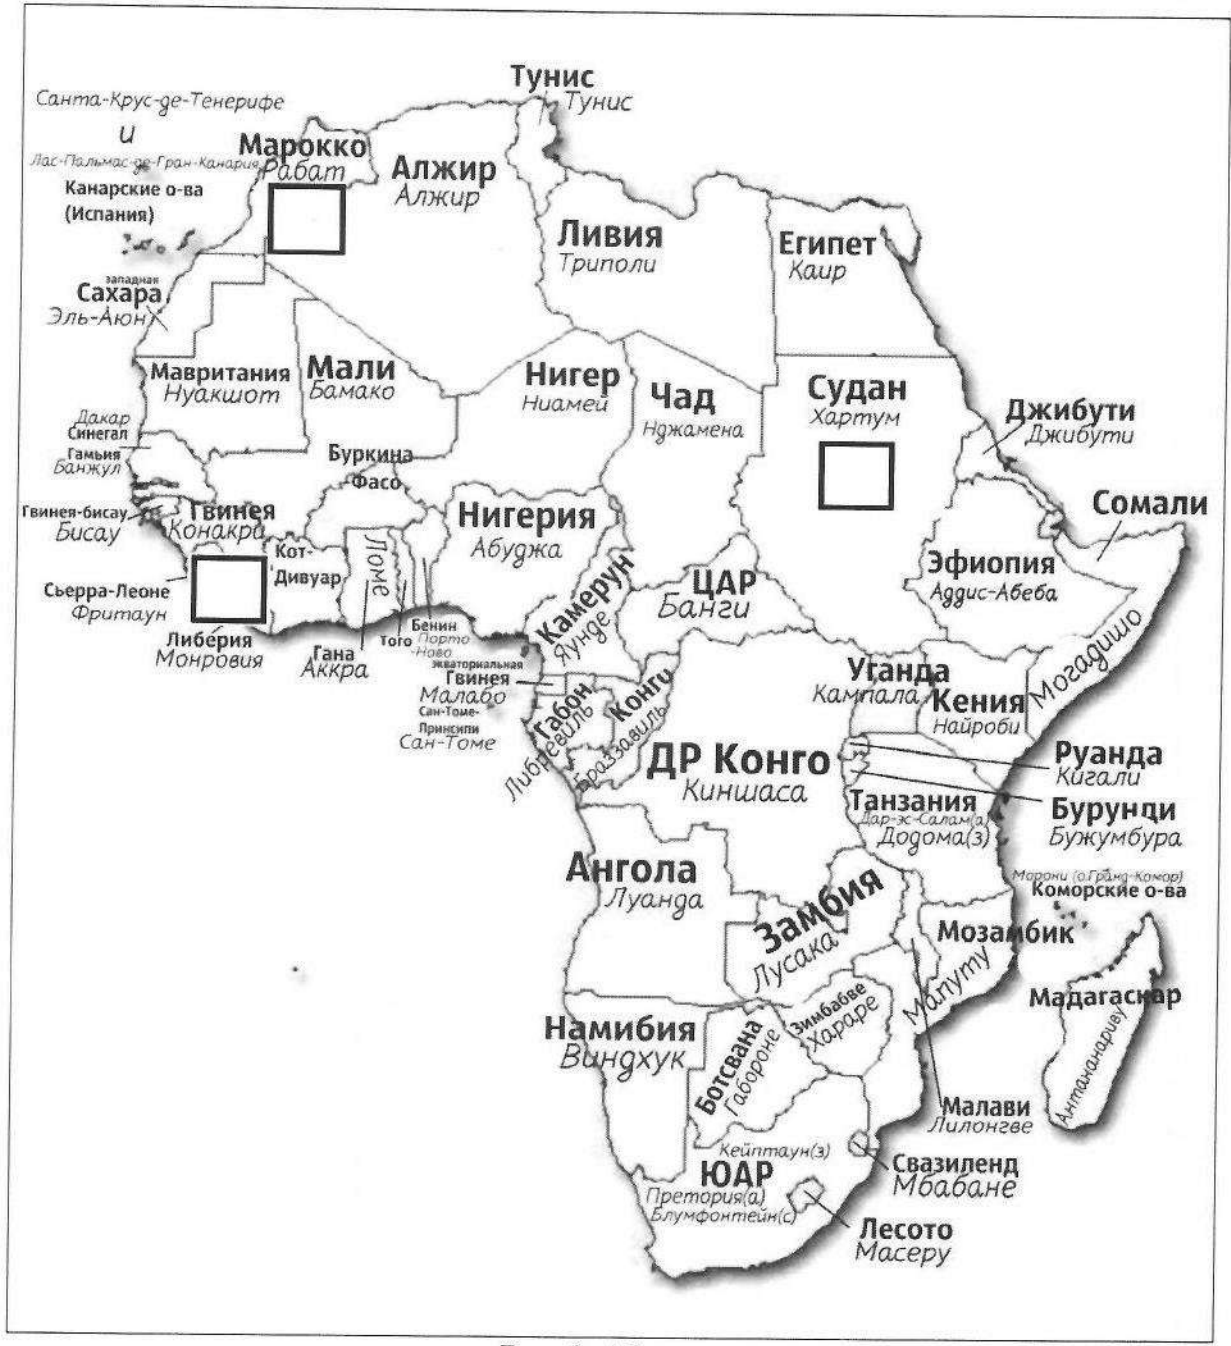 Тунис
Тунис
Санта-Крус-де-Тенерифе
и
Лас-Пальмас-де-Гран-Канария
Канарские о-ва
(Испания)
Марокко
Рабат
Алжир
Алжир
Ливия
Триполи
Египет
Каир
западная
Сахара
Эль-Аюн
Мавритания
Нуакшот
Мали
Бамако
Нигер
Ниамей
Чад
Нджамена
Судан
Хартум
Джибути
Джибути
Дакар
Синегал
Гамьия
Банжул
Буркина
Фасо
Гвинея-бисау
Бисау
Гвинея
Конакри
Нигерия
Абуджа
Сомали
Могадишо
Кот-
Дивуар
Ломе
Эфиопия
Аддис-Абеба
Сьерра-Леоне
Фритаун
Либерия
Монровия
Гана
Аккра
Того
Бенин
Порто
-Ново
Камерун
Яунде
ЦАР
Банги
экваториальная
Гвинея
Малабо
Сан-Томе-
Принсипи
Сан-Томе
Габон
Либревиль
Конго
Браззавиль
Уганда
Кампала
Кения
Найроби
ДР Конго
Киншаса
Руанда
Кигали
Бурунди
Бужумбура
Танзания
Дар-эс-Салам(а)
Додома(з)
Ангола
Луанда
Замбия
Лусака
Морони (о.Гранд-Комор)
Коморские о-ва
Мозамбик
Мапуту
Мадагаскар
Антананариву
Зимбабве
Хараре
Намибия
Виндхук
Ботсвана
Габороне
Малави
Лилонгве
Кейптаун(з)
ЮАР
Претория(а)
Блумфонтейн(с)
Свазиленд
Мбабане
Лесото
Масеру